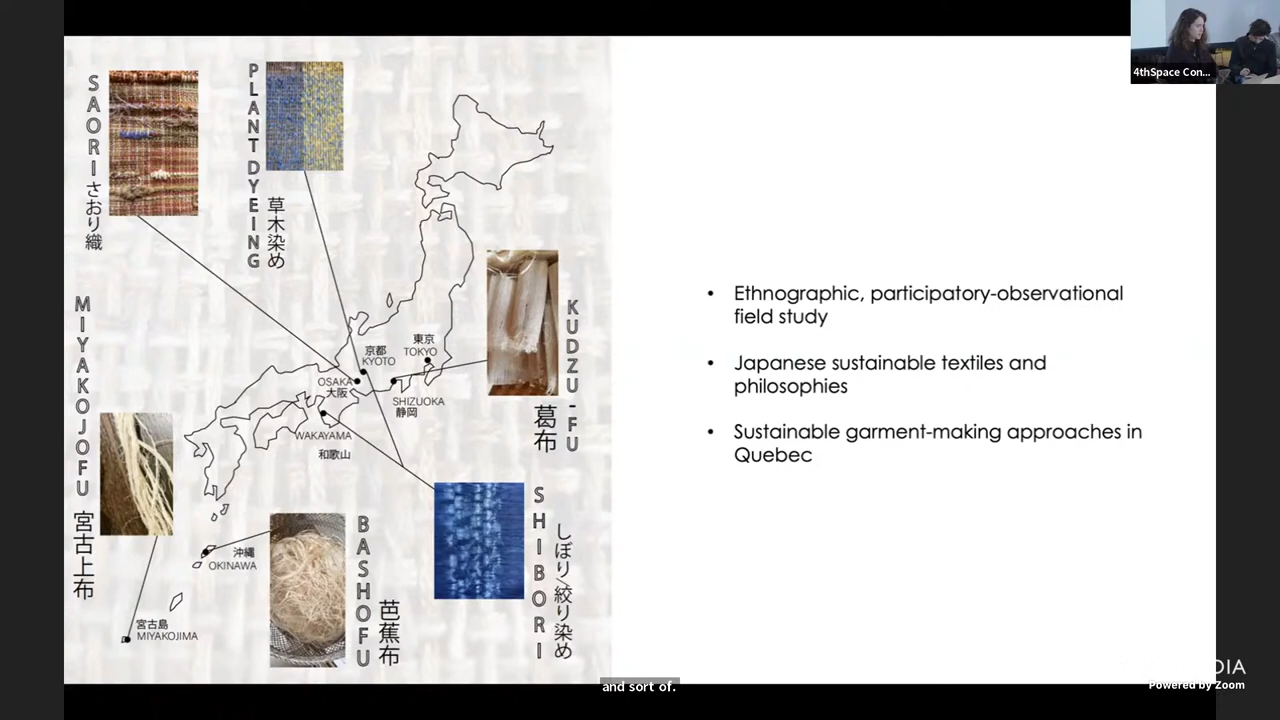 4thSpace Con...
SAORI さおり織
PLANT DYEING 草木染め
MIYAKOJOFU 宮古上布
KUDZU-FU 葛布
東京
TOKYO
京都
KYOTO
OSAKA
大阪
SHIZUOKA
静岡
WAKAYAMA
和歌山
BASHOFU 芭蕉布
SHIBORI しぼり/絞り染め
沖縄
OKINAWA
宮古島
MIYAKOJIMA
• Ethnographic, participatory-observational
field study
• Japanese sustainable textiles and
philosophies
• Sustainable garment-making approaches in
Quebec
and sort of.
DIA
Powered by Zoom